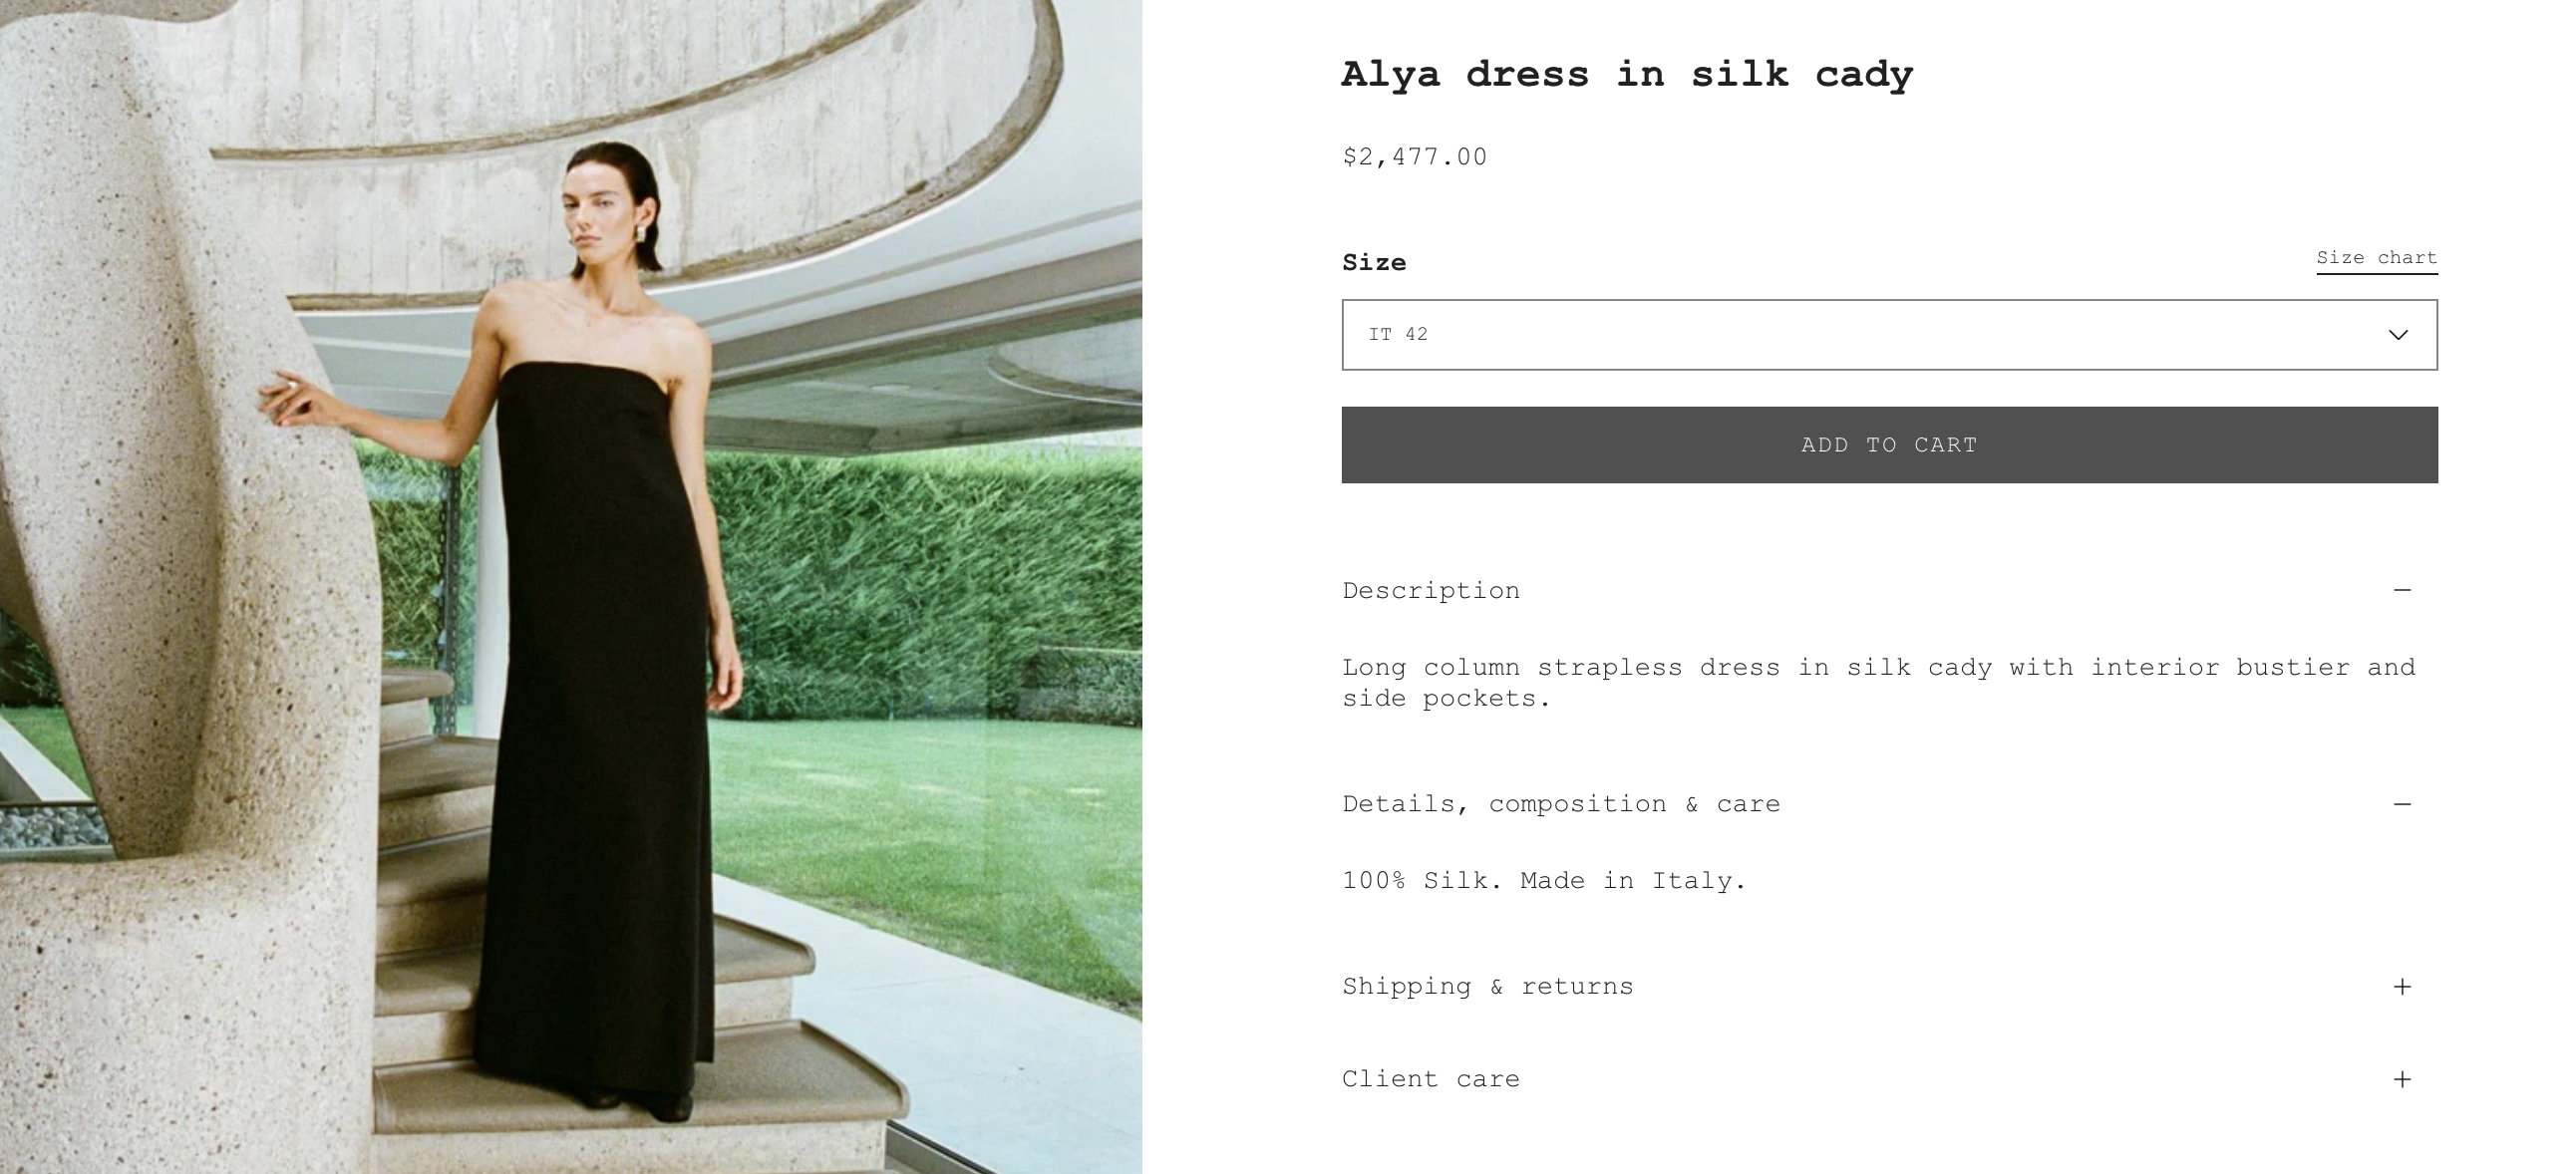 Alya dress in silk cady
$2,477.00
Size
Size chart
IT 42
ADD TO CART
Description
Long column strapless dress in silk cady with interior bustier and
side pockets.
Details, composition & care
100% Silk. Made in Italy.
Shipping & returns
Client care